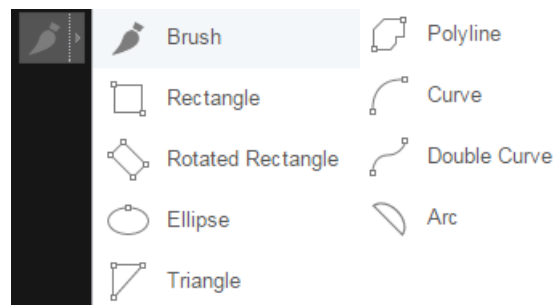 Brush
Rectangle
Rotated Rectangle
Ellipse
Triangle
Polyline
Curve
Double Curve
Arc